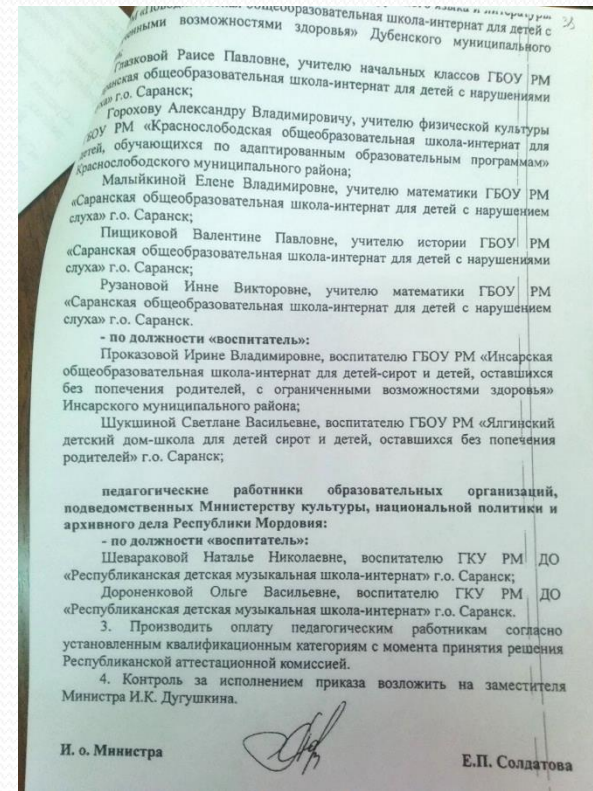 общеобразовательная школа-интернат для детей с 33
возможностями здоровья» Дубенского муниципального
Глазковой Раисе Павловне, учителю начальных классов ГБОУ РМ
общеобразовательная школа-интернат для детей с нарушениями
слуха» г.о. Саранск;
Горохову Александру Владимировичу, учителю физической культуры
ГБОУ РМ «Краснослободская общеобразовательная школа-интернат для
детей, обучающихся по адаптированным образовательным программам»
Краснослободского муниципального района;
Малыйкиной Елене Владимировне, учителю математики ГБОУ РМ
«Саранская общеобразовательная школа-интернат для детей с нарушением
слуха» г.о. Саранск;
Пищиковой Валентине Павловне, учителю истории ГБОУ РМ
«Саранская общеобразовательная школа-интернат для детей с нарушениями
слуха» г.о. Саранск;
Рузановой Инне Викторовне, учителю математики ГБОУ РМ
«Саранская общеобразовательная школа-интернат для детей с нарушением
слуха» г.о. Саранск.
- по должности «воспитатель»:
Проказовой Ирине Владимировне, воспитателю ГБОУ РМ «Инсарская
общеобразовательная школа-интернат для детей-сирот и детей, оставшихся
без попечения родителей, с ограниченными возможностями здоровья»
Инсарского муниципального района;
Шукшиной Светлане Васильевне, воспитателю ГБОУ РМ «Ялгинский
детский дом-школа для детей сирот и детей, оставшихся без попечения
родителей» г.о. Саранск;
педагогические работники образовательных организаций,
подведомственных Министерству культуры, национальной политики и
архивного дела Республики Мордовия:
- по должности «воспитатель»:
Шевараковой Наталье Николаевне, воспитателю ГКУ РМ ДО
«Республиканская детская музыкальная школа-интернат» г.о. Саранск;
Дороненковой Ольге Васильевне, воспитателю ГКУ РМ ДО
«Республиканская детская музыкальная школа-интернат» г.о. Саранск.
3. Производить оплату педагогическим работникам согласно
установленным квалификационным категориям с момента принятия решения
Республиканской аттестационной комиссией.
4. Контроль за исполнением приказа возложить на заместителя
Министра И.К. Дугушкина.
И. о. Министра
Е.П. Солдатова